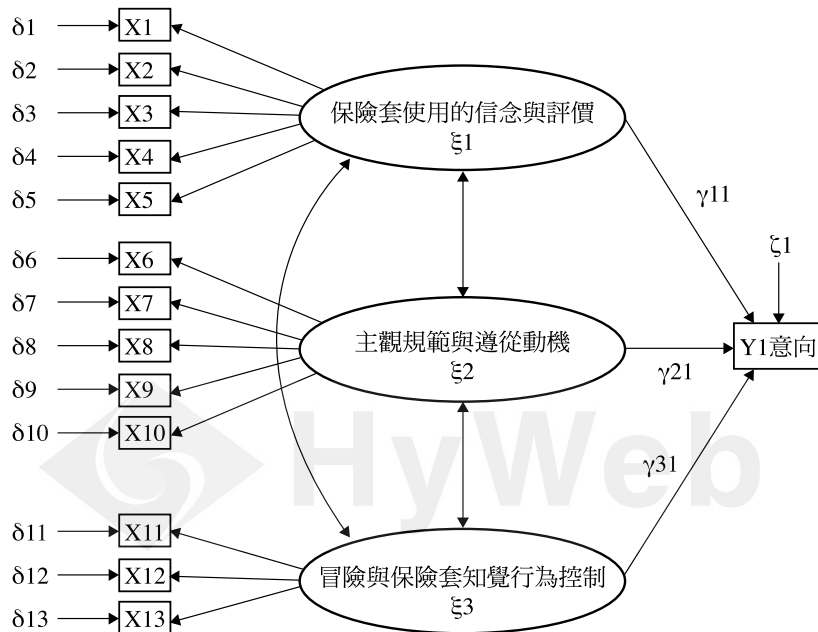 δ1 X1
δ2 X2
δ3 X3
δ4 X4
δ5 X5
保險套使用的信念與評價
ξ1
γ11
ζ1
δ6 X6
δ7 X7
δ8 X8
δ9 X9
δ10 X10
主觀規範與遵從動機
ξ2
γ21
Y1意向
γ31
HyWeb
δ11 X11
δ12 X12
δ13 X13
冒險與保險套知覺行為控制
ξ3